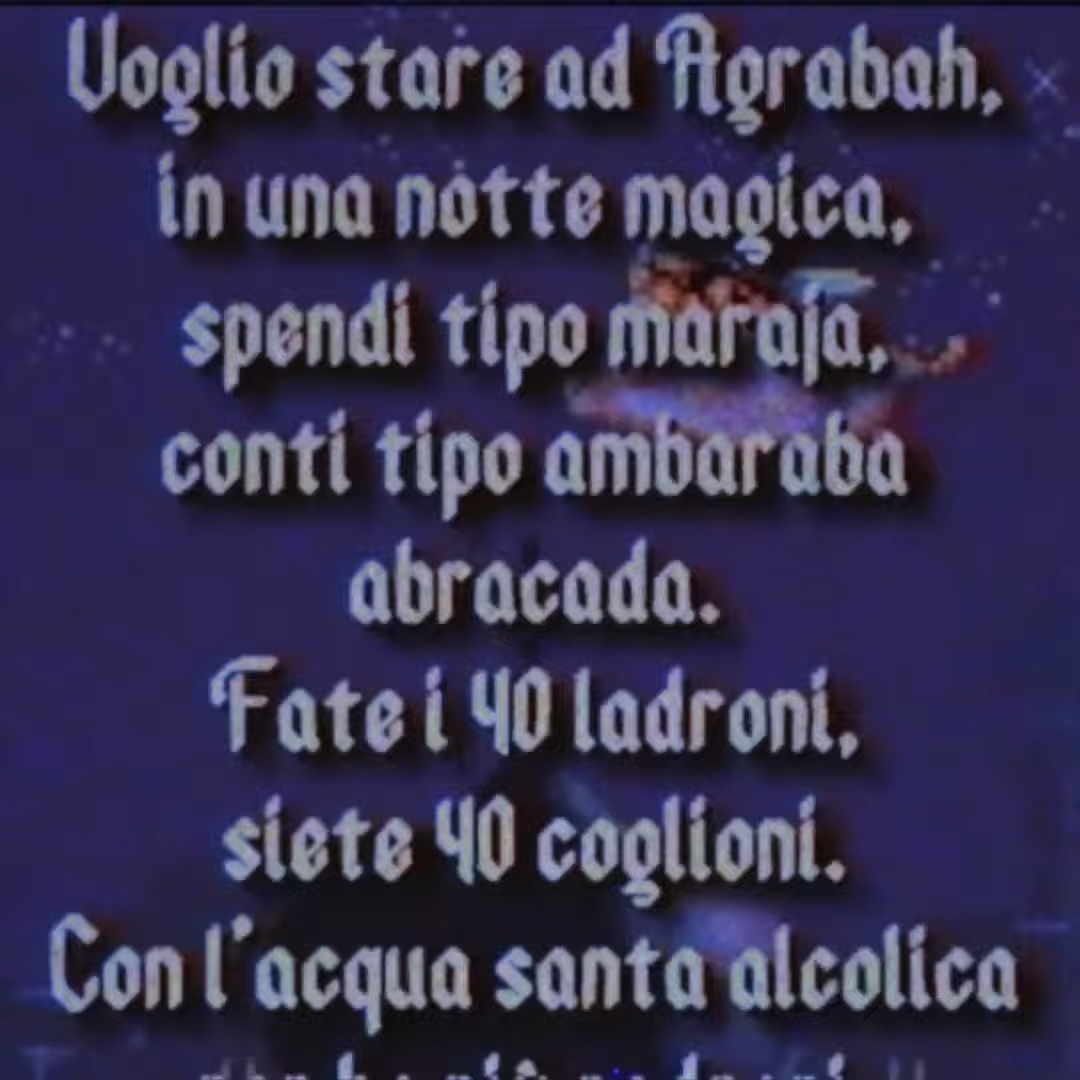 Voglio stare ad Agrabah,
in una notte magica,
spendi tipo maraja,
conti tipo ambaraba
abracada.
Fate i 40 ladroni,
siete 40 coglioni.
Con l'acqua santa alcolica